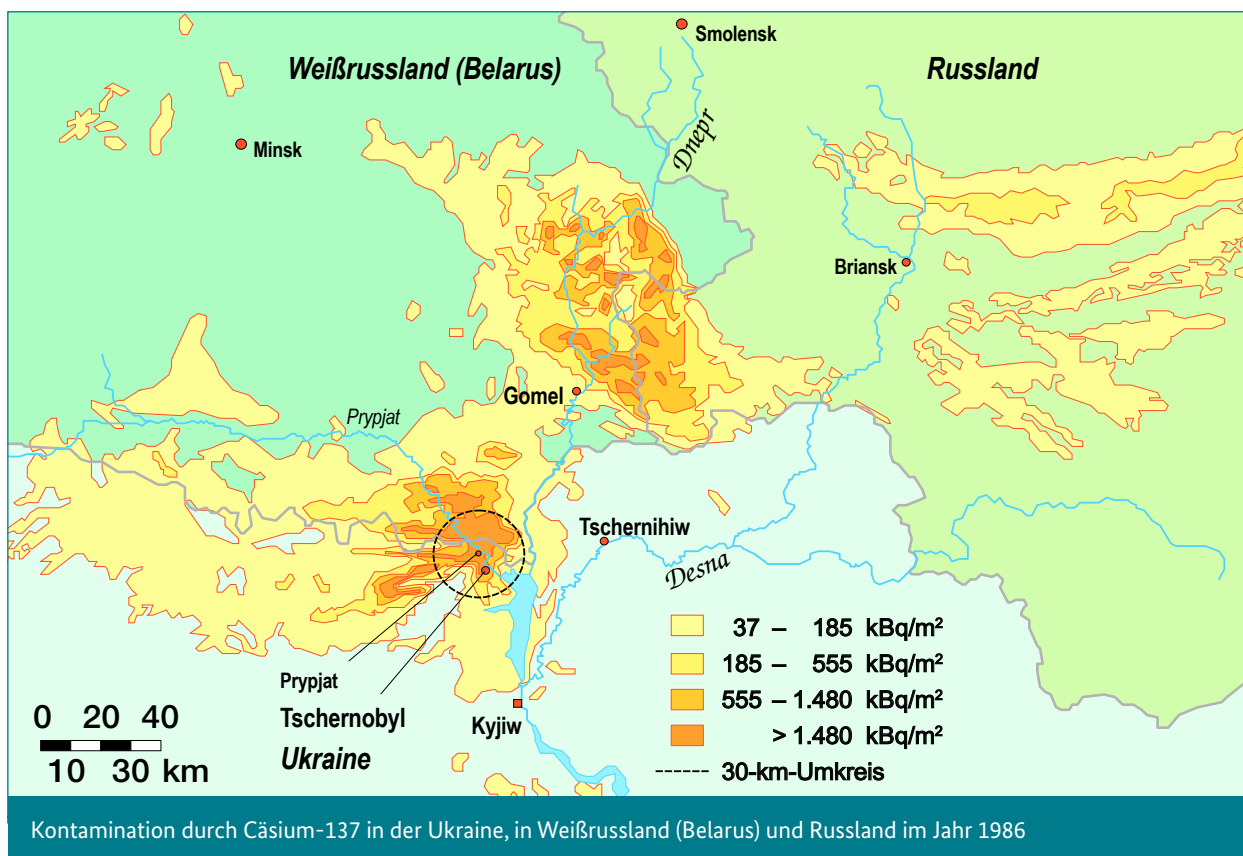 Smolensk
Weißrussland (Belarus)
Russland
Minsk
Dnepr
Briansk
Gomel
Prypjat
Tschernihiw
Desna
Prypjat
Tschernobyl
Ukraine
Kyjiw
0 20 40
10 30 km
37 – 185 kBq/m²
185 – 555 kBq/m²
555 – 1.480 kBq/m²
> 1.480 kBq/m²
30-km-Umkreis
Kontamination durch Cäsium-137 in der Ukraine, in Weißrussland (Belarus) und Russland im Jahr 1986